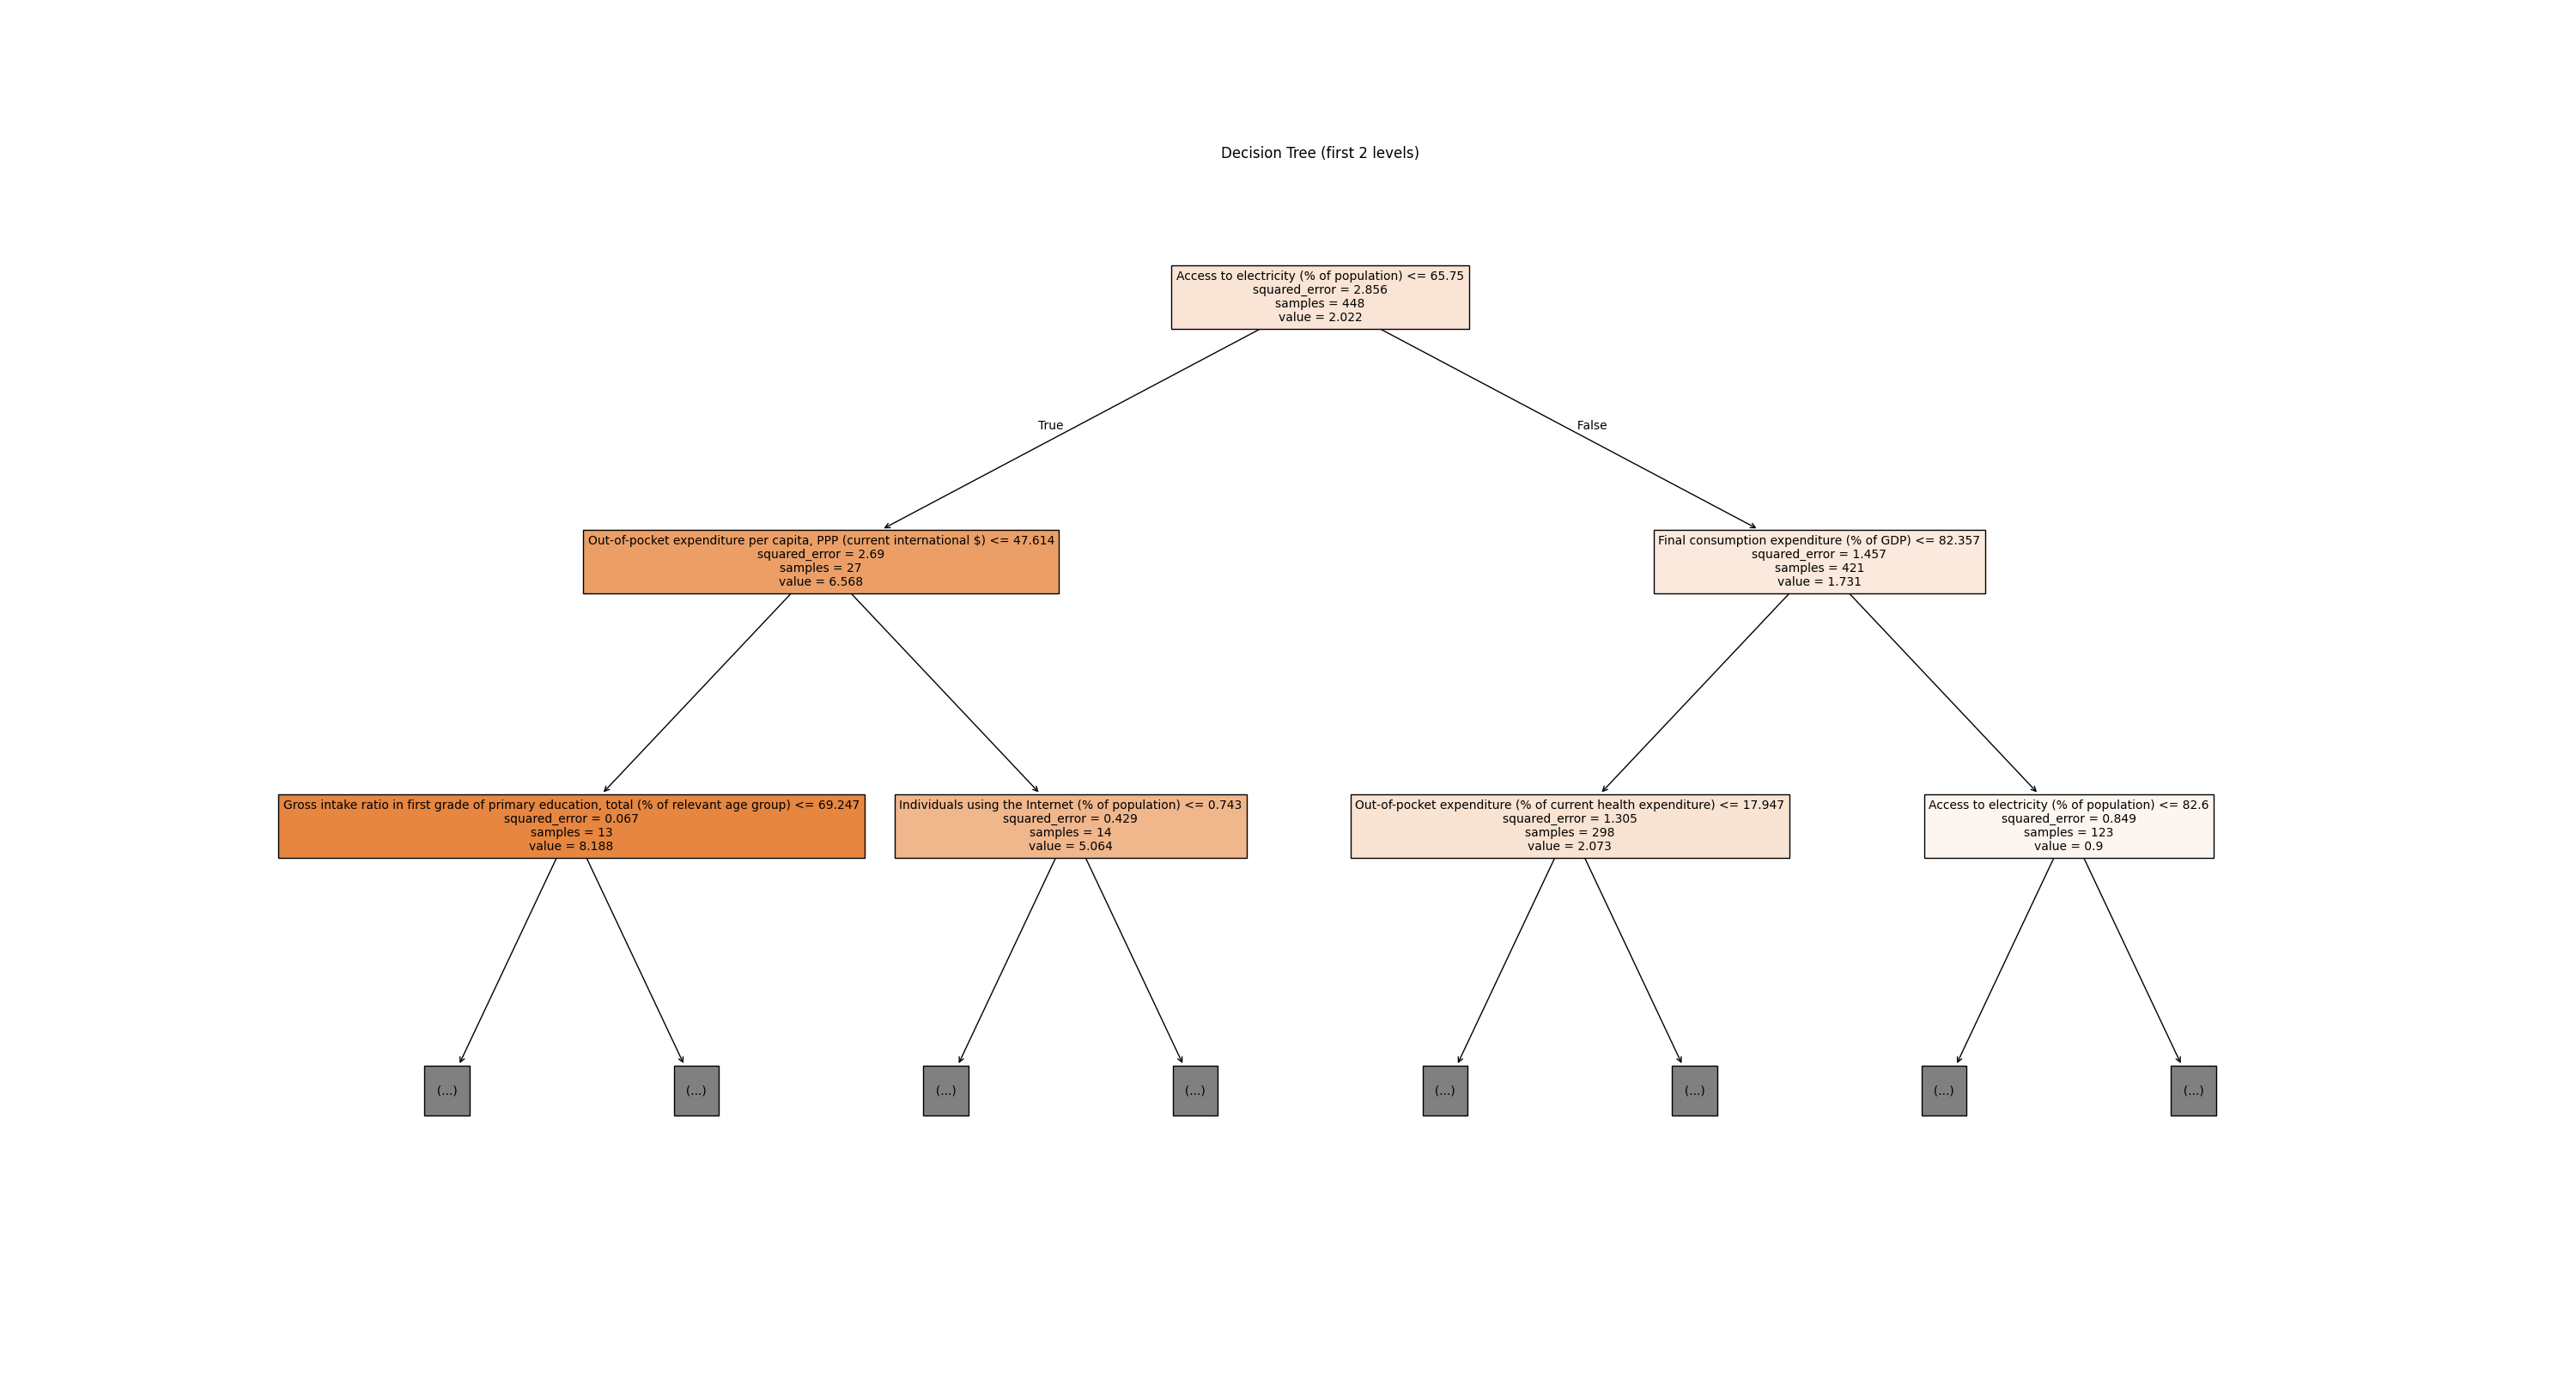 Decision Tree (first 2 levels)
Access to electricity (% of population) <= 65.75
squared_error = 2.856
samples = 448
value = 2.022
True
False
Out-of-pocket expenditure per capita, PPP (current international $) <= 47.614
squared_error = 2.69
samples = 27
value = 6.568
Final consumption expenditure (% of GDP) <= 82.357
squared_error = 1.457
samples = 421
value = 1.731
Gross intake ratio in first grade of primary education, total (% of relevant age group) <= 69.247
squared_error = 0.067
samples = 13
value = 8.188
Individuals using the Internet (% of population) <= 0.743
squared_error = 0.429
samples = 14
value = 5.064
Out-of-pocket expenditure (% of current health expenditure) <= 17.947
squared_error = 1.305
samples = 298
value = 2.073
Access to electricity (% of population) <= 82.6
squared_error = 0.849
samples = 123
value = 0.9
(...)
(...)
(...)
(...)
(...)
(...)
(...)
(...)